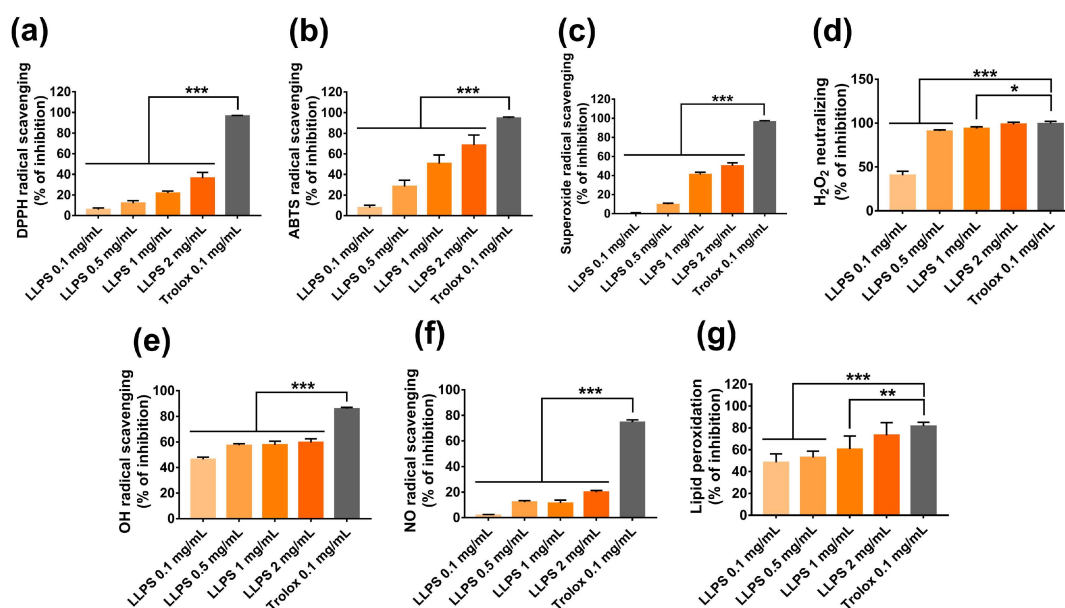 (a)
DPPH radical scavenging
(% of inhibition)
120
100
80
60
40
20
0
***
LLPS 0.1 mg/mL
LLPS 0.5 mg/mL
LLPS 1 mg/mL
LLPS 2 mg/mL
Trolox 0.1 mg/mL
(b)
ABTS radical scavenging
(% of inhibition)
120
100
80
60
40
20
0
***
LLPS 0.1 mg/mL
LLPS 0.5 mg/mL
LLPS 1 mg/mL
LLPS 2 mg/mL
Trolox 0.1 mg/mL
(c)
Superoxide radical scavenging
(% of inhibition)
120
100
80
60
40
20
0
***
LLPS 0.1 mg/mL
LLPS 0.5 mg/mL
LLPS 1 mg/mL
LLPS 2 mg/mL
Trolox 0.1 mg/mL
(d)
H₂O₂ neutralizing
(% of inhibition)
150
100
50
0
***
*
LLPS 0.1 mg/mL
LLPS 0.5 mg/mL
LLPS 1 mg/mL
LLPS 2 mg/mL
Trolox 0.1 mg/mL
(e)
OH radical scavenging
(% of inhibition)
100
80
60
40
20
0
***
LLPS 0.1 mg/mL
LLPS 0.5 mg/mL
LLPS 1 mg/mL
LLPS 2 mg/mL
Trolox 0.1 mg/mL
(f)
NO radical scavenging
(% of inhibition)
100
80
60
40
20
0
***
LLPS 0.1 mg/mL
LLPS 0.5 mg/mL
LLPS 1 mg/mL
LLPS 2 mg/mL
Trolox 0.1 mg/mL
(g)
Lipid peroxidation
(% of inhibition)
120
100
80
60
40
20
0
***
**
LLPS 0.1 mg/mL
LLPS 0.5 mg/mL
LLPS 1 mg/mL
LLPS 2 mg/mL
Trolox 0.1 mg/mL